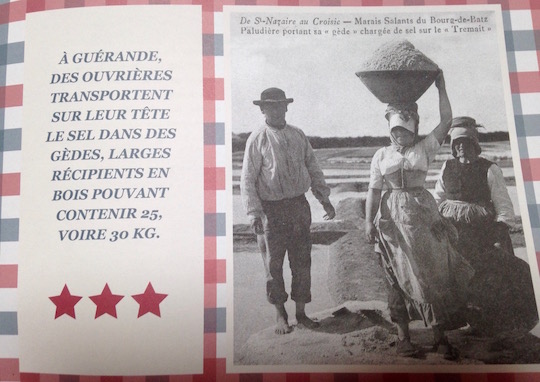 À GUÉRANDE,
DES OUVRIÈRES
TRANSPORTENT
SUR LEUR TÊTE
LE SEL DANS DES
GÈDES, LARGES
RÉCIPIENTS EN
BOIS POUVANT
CONTENIR 25,
VOIRE 30 KG.
De St-Nazaire au Croisic — Marais Salants du Bourg-de-Batz
Paludière portant sa « gède » chargée de sel sur le « Tremait »